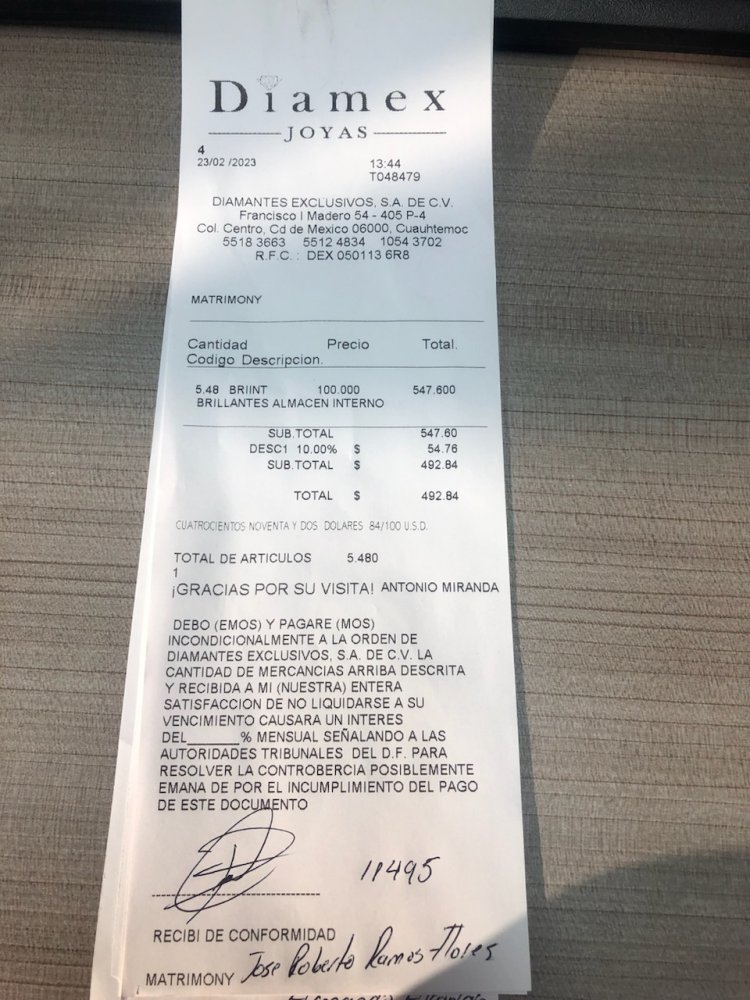 Diamex
JOYAS
4
23/02 /2023 13:44
T048479
DIAMANTES EXCLUSIVOS, S.A. DE C.V.
Francisco I Madero 54 - 405 P-4
Col. Centro, Cd de Mexico 06000, Cuauhtemoc
5518 3663 5512 4834 1054 3702
R.F.C. : DEX 050113 6R8
MATRIMONY
Cantidad Precio Total.
Codigo Descripcion.
5.48 BRIINT 100.000 547.600
BRILLANTES ALMACEN INTERNO
SUB.TOTAL 547.60
DESC1 10.00% $ 54.76
SUB.TOTAL $ 492.84
TOTAL $ 492.84
CUATROCIENTOS NOVENTA Y DOS DOLARES 84/100 U.S.D.
TOTAL DE ARTICULOS 5.480
1
¡GRACIAS POR SU VISITA! ANTONIO MIRANDA
DEBO (EMOS) Y PAGARE (MOS)
INCONDICIONALMENTE A LA ORDEN DE
DIAMANTES EXCLUSIVOS, S.A. DE C.V. LA
CANTIDAD DE MERCANCIAS ARRIBA DESCRITA
Y RECIBIDA A MI (NUESTRA) ENTERA
SATISFACCION DE NO LIQUIDARSE A SU
VENCIMIENTO CAUSARA UN INTERES
DEL_______% MENSUAL SEÑALANDO A LAS
AUTORIDADES TRIBUNALES DEL D.F. PARA
RESOLVER LA CONTROBERCIA POSIBLEMENTE
EMANA DE POR EL INCUMPLIMIENTO DEL PAGO
DE ESTE DOCUMENTO
11495
RECIBI DE CONFORMIDAD
MATRIMONY Jose Roberto Ramos Flores